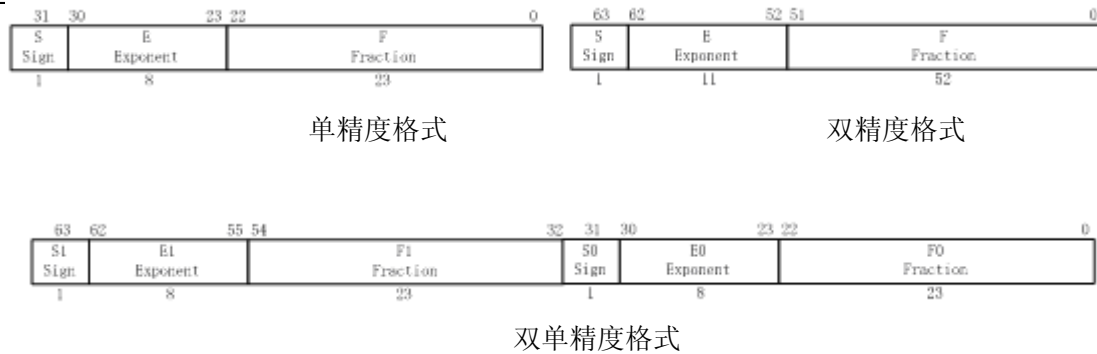 31 30 23 22 0 63 62 52 51 0
S E F S E F
Sign Exponent Fraction Sign Exponent Fraction
1 8 23 1 11 52
单精度格式 双精度格式
63 62 55 54 32 31 30 23 22 0
S1 E1 F1 S0 E0 F0
Sign Exponent Fraction Sign Exponent Fraction
1 8 23 1 8 23
双单精度格式